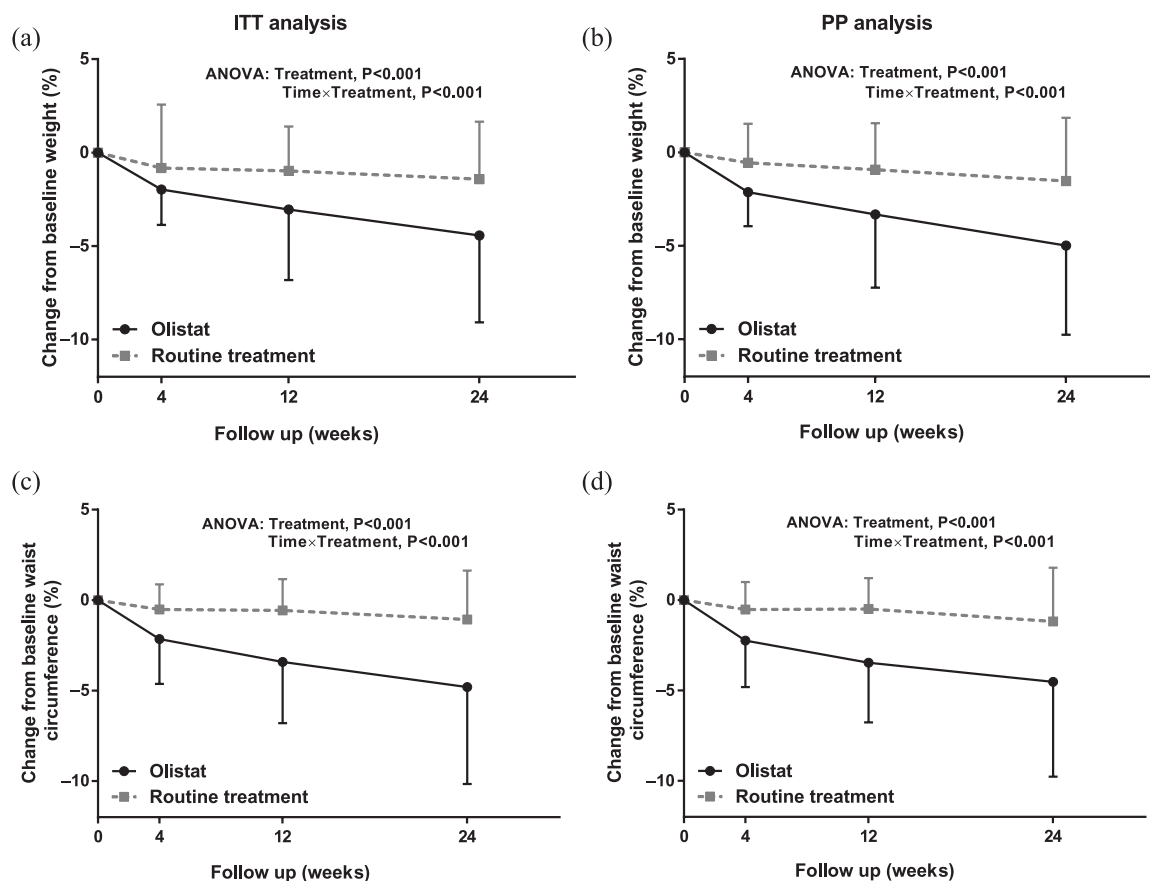 ITT analysis
(a)
5
0
–5
–10
Change from baseline weight (%)
ANOVA: Treatment, P<0.001
Time×Treatment, P<0.001
Olistat
Routine treatment
0 4 12 24
Follow up (weeks)
PP analysis
(b)
5
0
–5
–10
Change from baseline weight (%)
ANOVA: Treatment, P<0.001
Time×Treatment, P<0.001
Olistat
Routine treatment
0 4 12 24
Follow up (weeks)
(c)
5
0
–5
–10
Change from baseline waist
circumference (%)
ANOVA: Treatment, P<0.001
Time×Treatment, P<0.001
Olistat
Routine treatment
0 4 12 24
Follow up (weeks)
(d)
5
0
–5
–10
Change from baseline waist
circumference (%)
ANOVA: Treatment, P<0.001
Time×Treatment, P<0.001
Olistat
Routine treatment
0 4 12 24
Follow up (weeks)